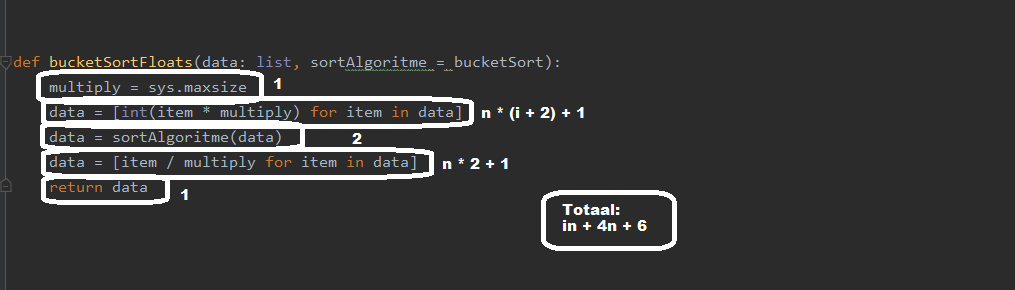 def bucketSortFloats(data: list, sortAlgoritme = bucketSort):
multiply = sys.maxsize 1
data = [int(item * multiply) for item in data] n * (i + 2) + 1
data = sortAlgoritme(data) 2
data = [item / multiply for item in data] n * 2 + 1
return data 1
Totaal:
in + 4n + 6